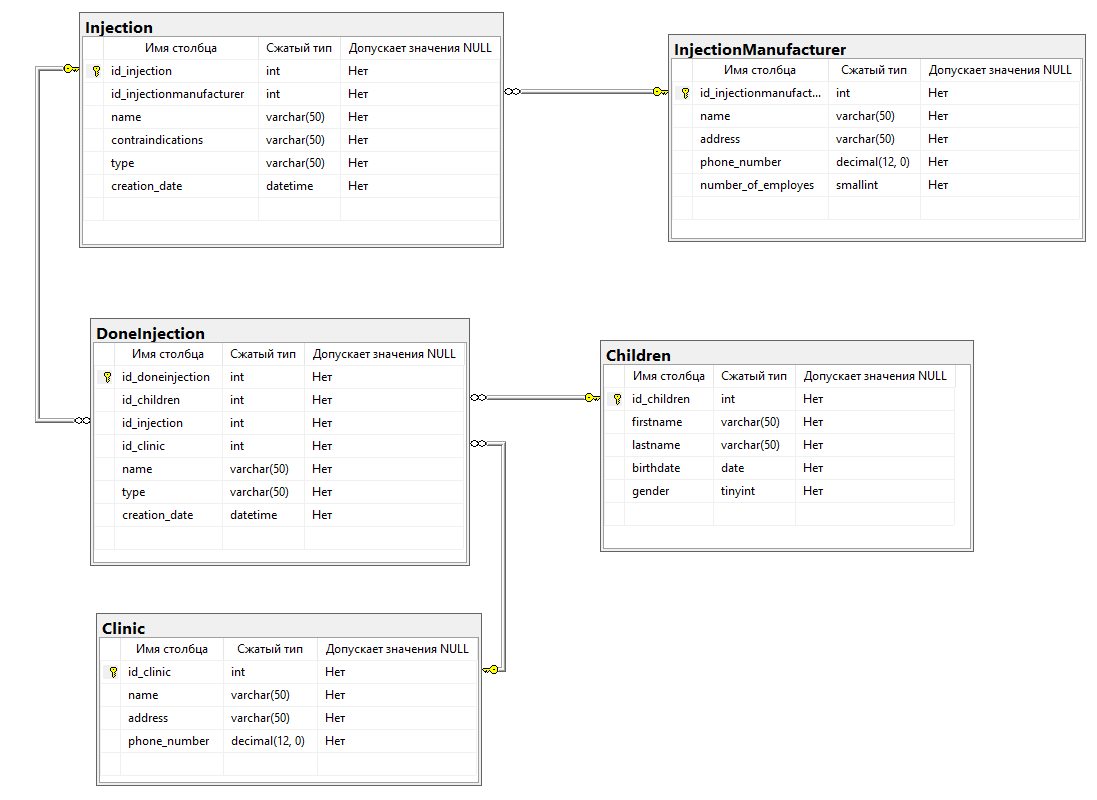 Injection
Имя столбца Сжатый тип Допускает значения NULL
id_injection int Нет
id_injectionmanufacturer int Нет
name varchar(50) Нет
contraindications varchar(50) Нет
type varchar(50) Нет
creation_date datetime Нет
InjectionManufacturer
Имя столбца Сжатый тип Допускает значения NULL
id_injectionmanufact... int Нет
name varchar(50) Нет
address varchar(50) Нет
phone_number decimal(12, 0) Нет
number_of_employes smallint Нет
DoneInjection
Имя столбца Сжатый тип Допускает значения NULL
id_doneinjection int Нет
id_children int Нет
id_injection int Нет
id_clinic int Нет
name varchar(50) Нет
type varchar(50) Нет
creation_date datetime Нет
Children
Имя столбца Сжатый тип Допускает значения NULL
id_children int Нет
firstname varchar(50) Нет
lastname varchar(50) Нет
birthdate date Нет
gender tinyint Нет
Clinic
Имя столбца Сжатый тип Допускает значения NULL
id_clinic int Нет
name varchar(50) Нет
address varchar(50) Нет
phone_number decimal(12, 0) Нет